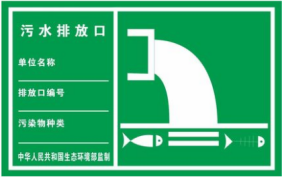 污水排放口
单位名称
排放口编号
污染物种类
中华人民共和国生态环境部监制